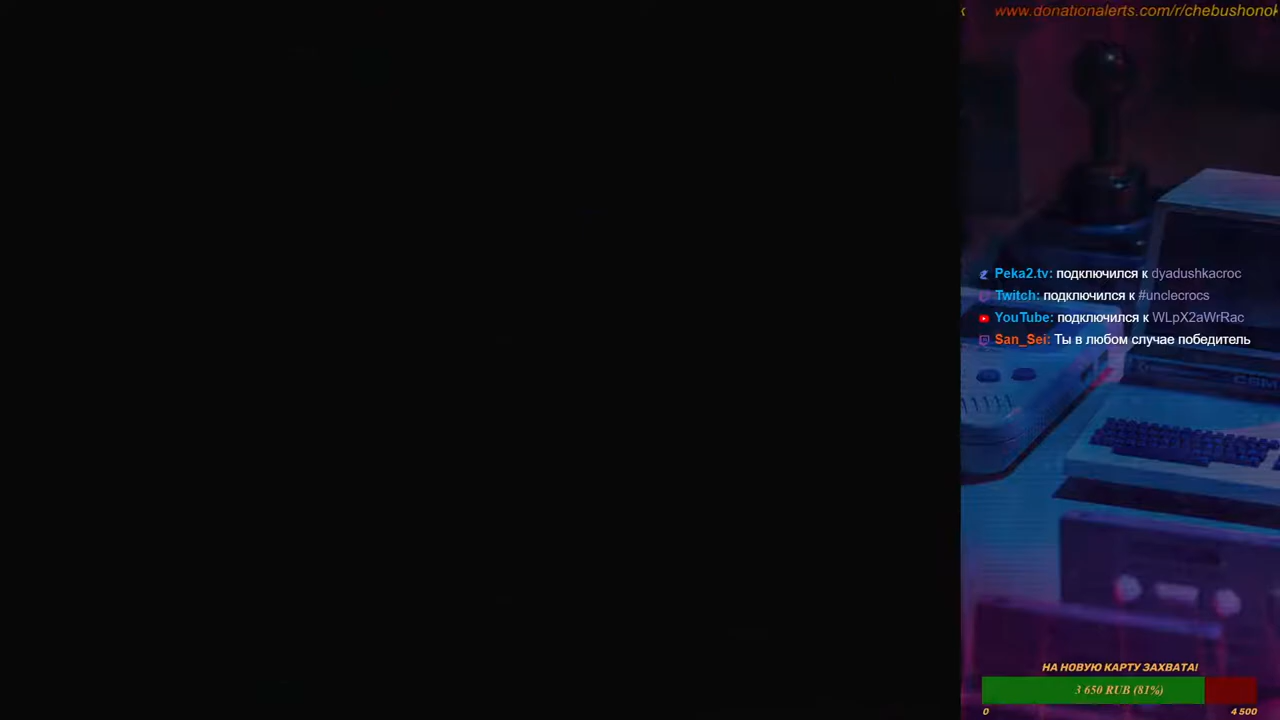 к www.donationalerts.com/r/chebushonok
Peka2.tv: подключился к dyadushkacroc
Twitch: подключился к #unclecrocs
YouTube: подключился к WLpX2aWrRac
San_Sei: Ты в любом случае победитель
CBM
НА НОВУЮ КАРТУ ЗАХВАТА!
3 650 RUB (81%)
0 4 500